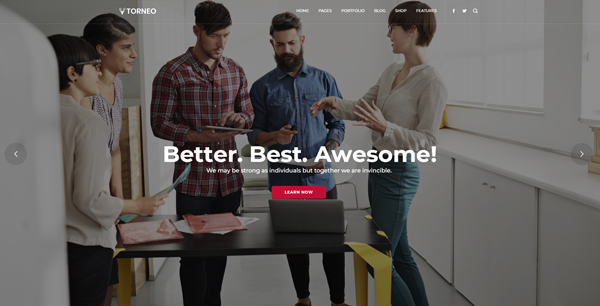 TORNEO
HOME PAGES PORTFOLIO BLOG SHOP FEATURES
Better. Best. Awesome!
We may be strong as individuals but together we are invincible.
LEARN NOW